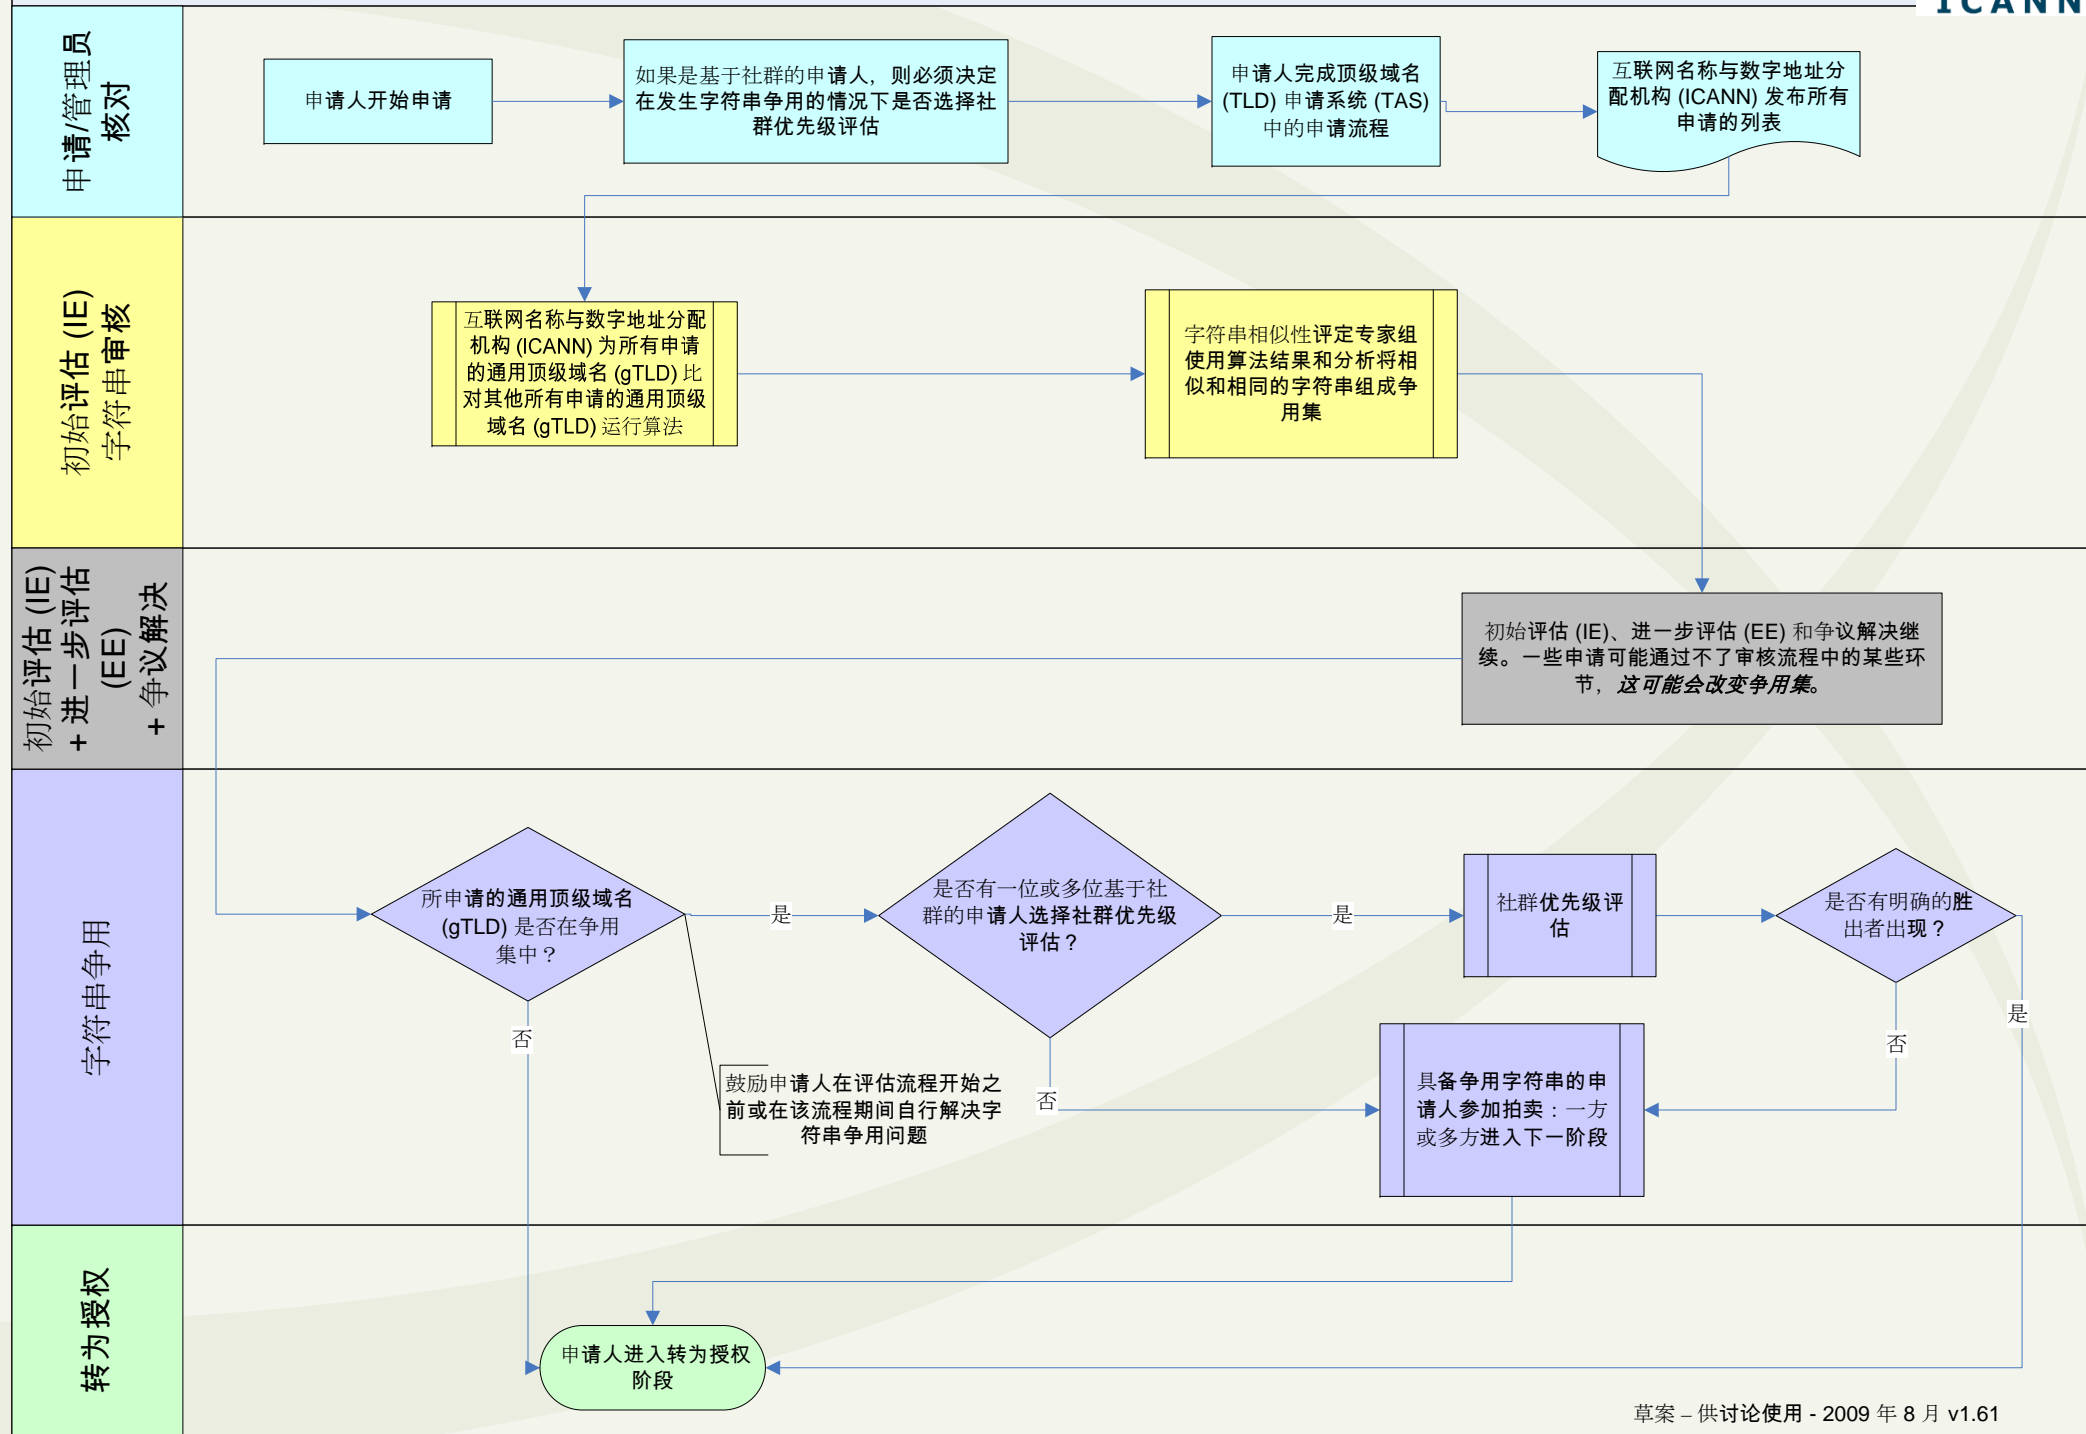 ICANN
申请/管理员
核对
申请人开始申请
如果是基于社群的申请人，则必须决定
在发生字符串争用的情况下是否选择社
群优先级评估
申请人完成顶级域名
(TLD) 申请系统 (TAS)
中的申请流程
互联网名称与数字地址分
配机构 (ICANN) 发布所有
申请的列表
初始评估 (IE)
字符串审核
互联网名称与数字地址分配
机构 (ICANN) 为所有申请
的通用顶级域名 (gTLD) 比
对其他所有申请的通用顶级
域名 (gTLD) 运行算法
字符串相似性评定专家组
使用算法结果和分析将相
似和相同的字符串组成争
用集
初始评估 (IE)
+ 进一步评估
(EE)
+ 争议解决
初始评估 (IE)、进一步评估 (EE) 和争议解决继
续。一些申请可能通过不了审核流程中的某些环
节，这可能会改变争用集。
字符串争用
所申请的通用顶级域名
(gTLD) 是否在争用
集中？
是
否
鼓励申请人在评估流程开始之
前或在该流程期间自行解决字
符串争用问题
是否有一位或多位基于社
群的申请人选择社群优先级
评估？
是
否
社群优先级评
估
是否有明确的胜
出者出现？
是
否
具备争用字符串的申
请人参加拍卖：一方
或多方进入下一阶段
转为授权
申请人进入转为授权
阶段
草案 – 供讨论使用 - 2009 年 8 月 v1.61